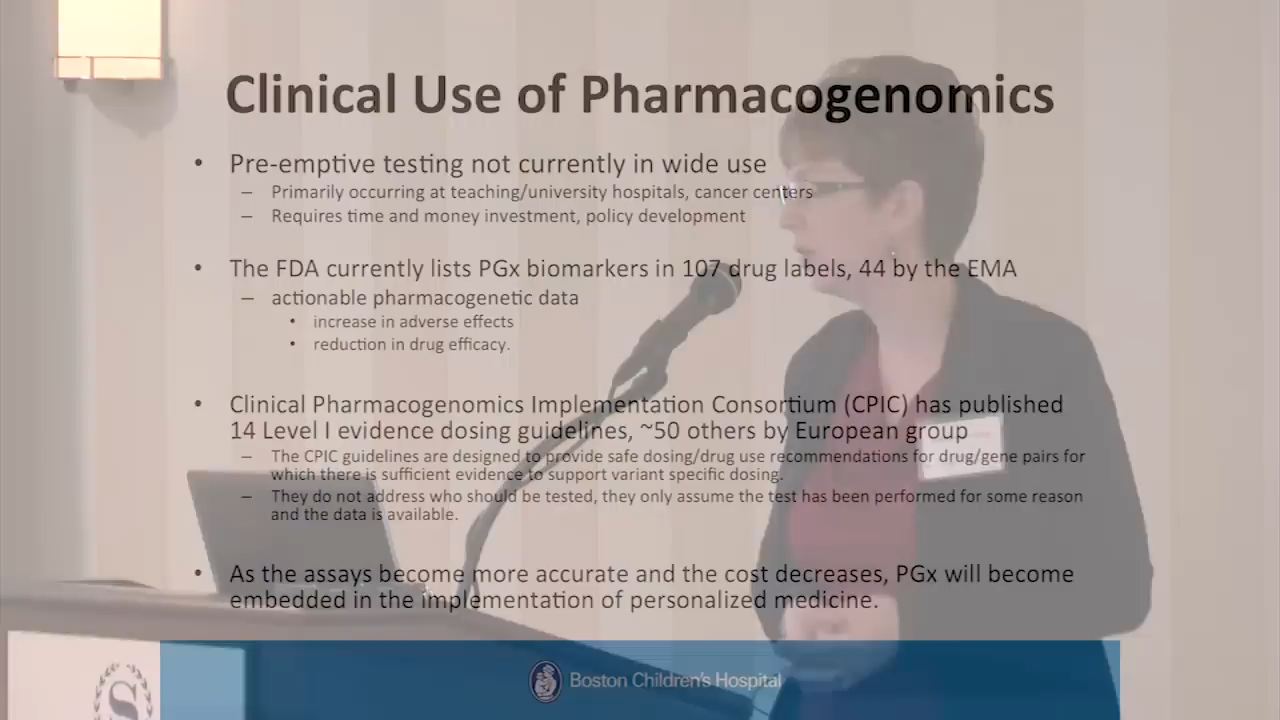 Clinical Use of Pharmacogenomics
• Pre-emptive testing not currently in wide use
– Primarily occurring at teaching/university hospitals, cancer centers
– Requires time and money investment, policy development
• The FDA currently lists PGx biomarkers in 107 drug labels, 44 by the EMA
– actionable pharmacogenetic data
• increase in adverse effects
• reduction in drug efficacy.
• Clinical Pharmacogenomics Implementation Consortium (CPIC) has published
14 Level I evidence dosing guidelines, ~50 others by European group
– The CPIC guidelines are designed to provide safe dosing/drug use recommendations for drug/gene pairs for
which there is sufficient evidence to support variant specific dosing.
– They do not address who should be tested, they only assume the test has been performed for some reason
and the data is available.
• As the assays become more accurate and the cost decreases, PGx will become
embedded in the implementation of personalized medicine.
S
Boston Children's Hospital